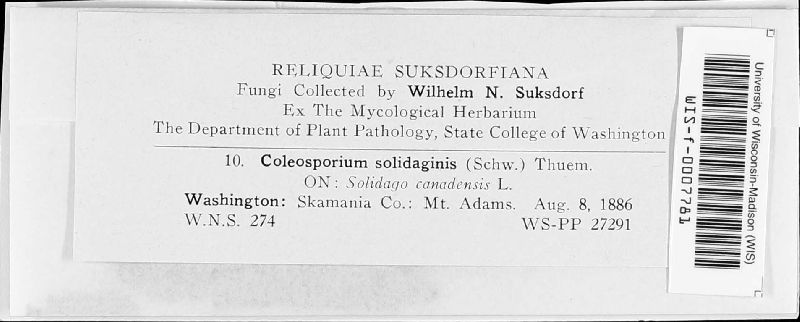 RELIQUIAE SUKSDORFIANA
Fungi Collected by Wilhelm N. Suksdorf
Ex The Mycological Herbarium
The Department of Plant Pathology, State College of Washington
10. Coleosporium solidaginis (Schw.) Thuem.
ON: Solidago canadensis L.
Washington: Skamania Co.: Mt. Adams. Aug. 8, 1886
W.N.S. 274 WS-PP 27291
University of Wisconsin-Madison (WIS)
WIS-f-0007781